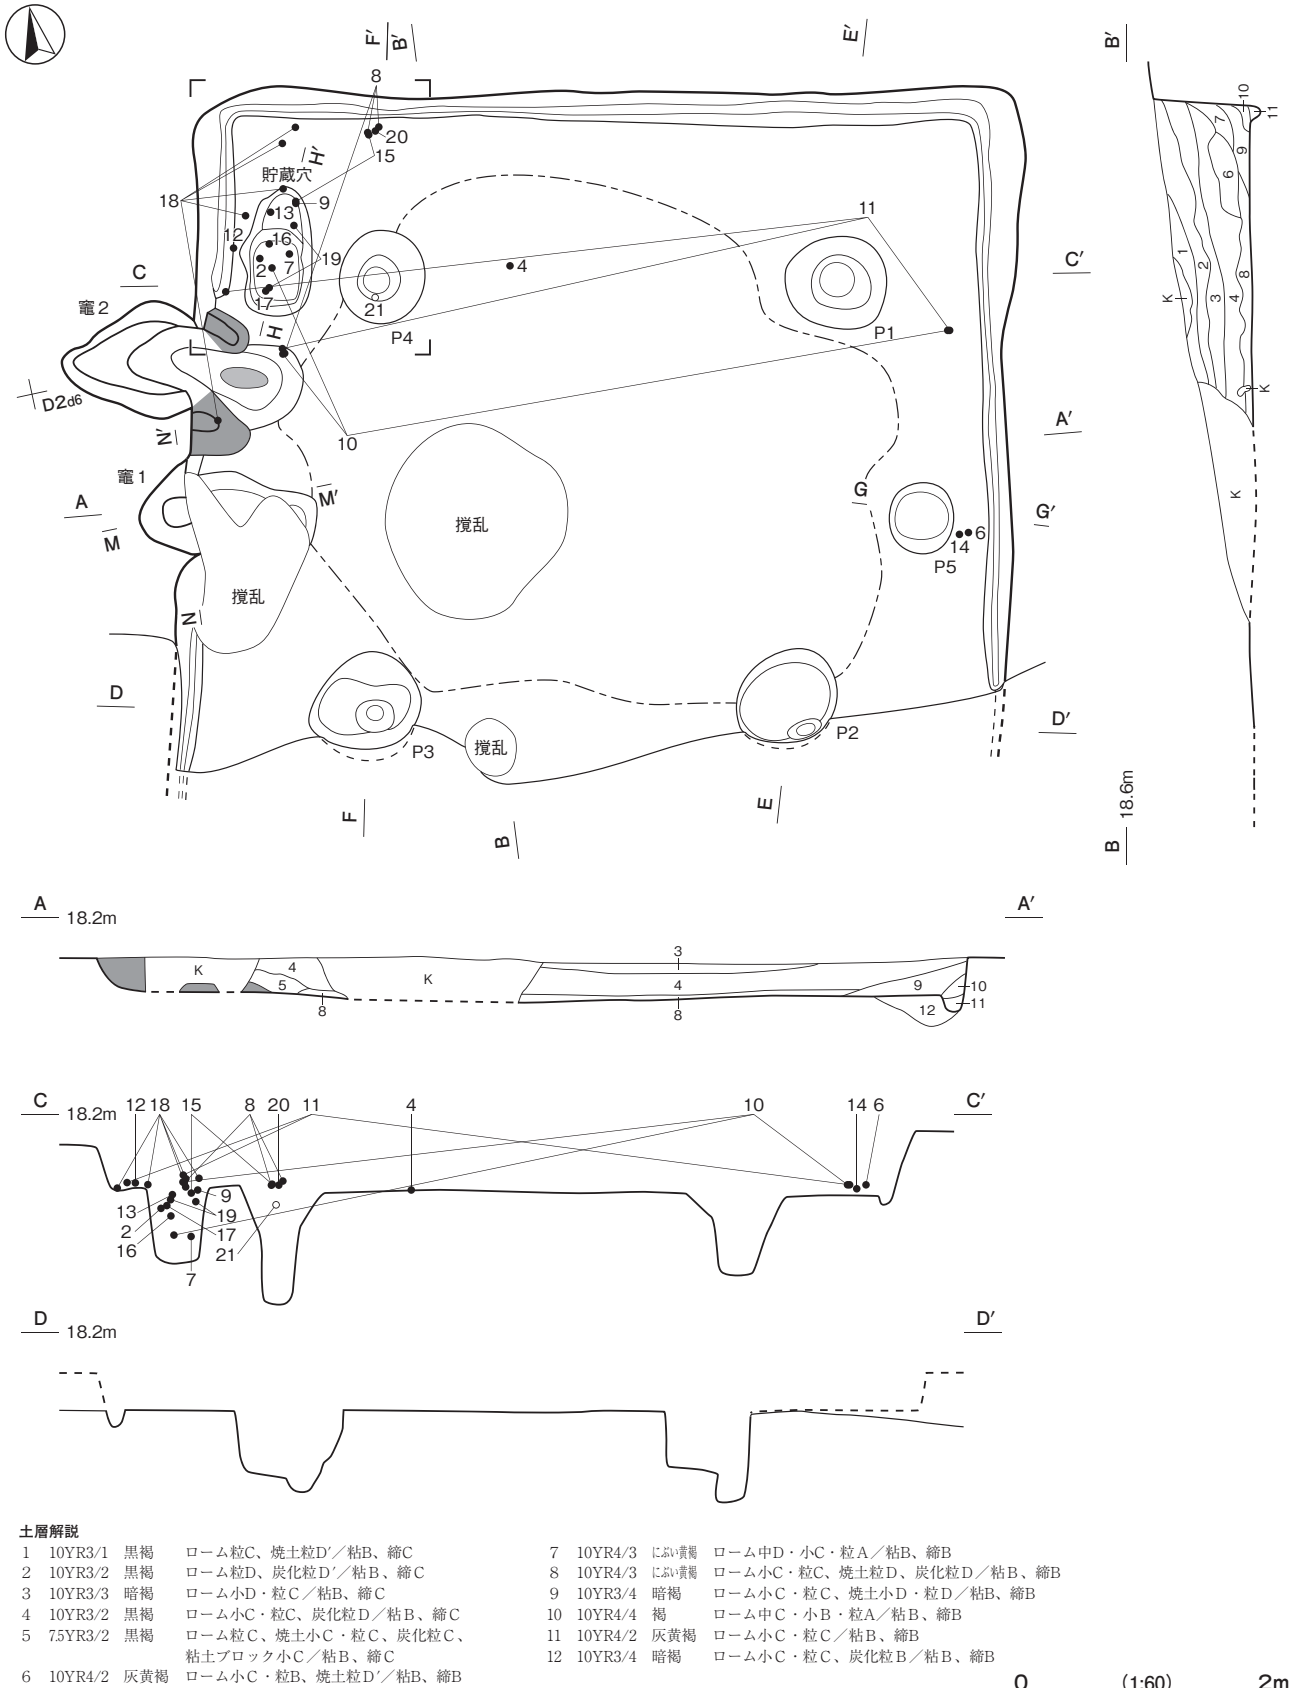 F′ B′ E′ B′
8
20
15
H′
貯蔵穴
18
9
13
12
16
19
2 7
17
H
21
P4
4
11
P1
C C′
竈2
D2d6
N′
竈1
10
A A′
M′
M
撹乱
G G′
6
14
P5
撹乱
N
D D′
P3
撹乱
P2
F B E
10
11
7
9
6
1
2
3
4
8
K
K
K
B 18.6m
A 18.2m A′
K 4 5 8 K 3 4 8 9 10 11 12
C 18.2m C′
12 18 15 8 20 11 4 10 14 6
13
2
16
9
19
17
21
7
D 18.2m D′
土層解説
1 10YR3/1 黒褐 ローム粒C、焼土粒D′／粘B、締C
2 10YR3/2 黒褐 ローム粒D、炭化粒D′／粘B、締C
3 10YR3/3 暗褐 ローム小D・粒C／粘B、締C
4 10YR3/2 黒褐 ローム小C・粒C、炭化粒D／粘B、締C
5 7.5YR3/2 黒褐 ローム粒C、焼土小C・粒C、炭化粒C、
粘土ブロック小C／粘B、締C
6 10YR4/2 灰黄褐 ローム小C・粒B、焼土粒D′／粘B、締B
7 10YR4/3 にぶい黄褐 ローム中D・小C・粒A／粘B、締B
8 10YR4/3 にぶい黄褐 ローム小C・粒C、焼土粒D、炭化粒D／粘B、締B
9 10YR3/4 暗褐 ローム小C・粒C、焼土小D・粒D／粘B、締B
10 10YR4/4 褐 ローム中C・小B・粒A／粘B、締B
11 10YR4/2 灰黄褐 ローム小C・粒C／粘B、締B
12 10YR3/4 暗褐 ローム小C・粒C、炭化粒B／粘B、締B
0 (1:60) 2m